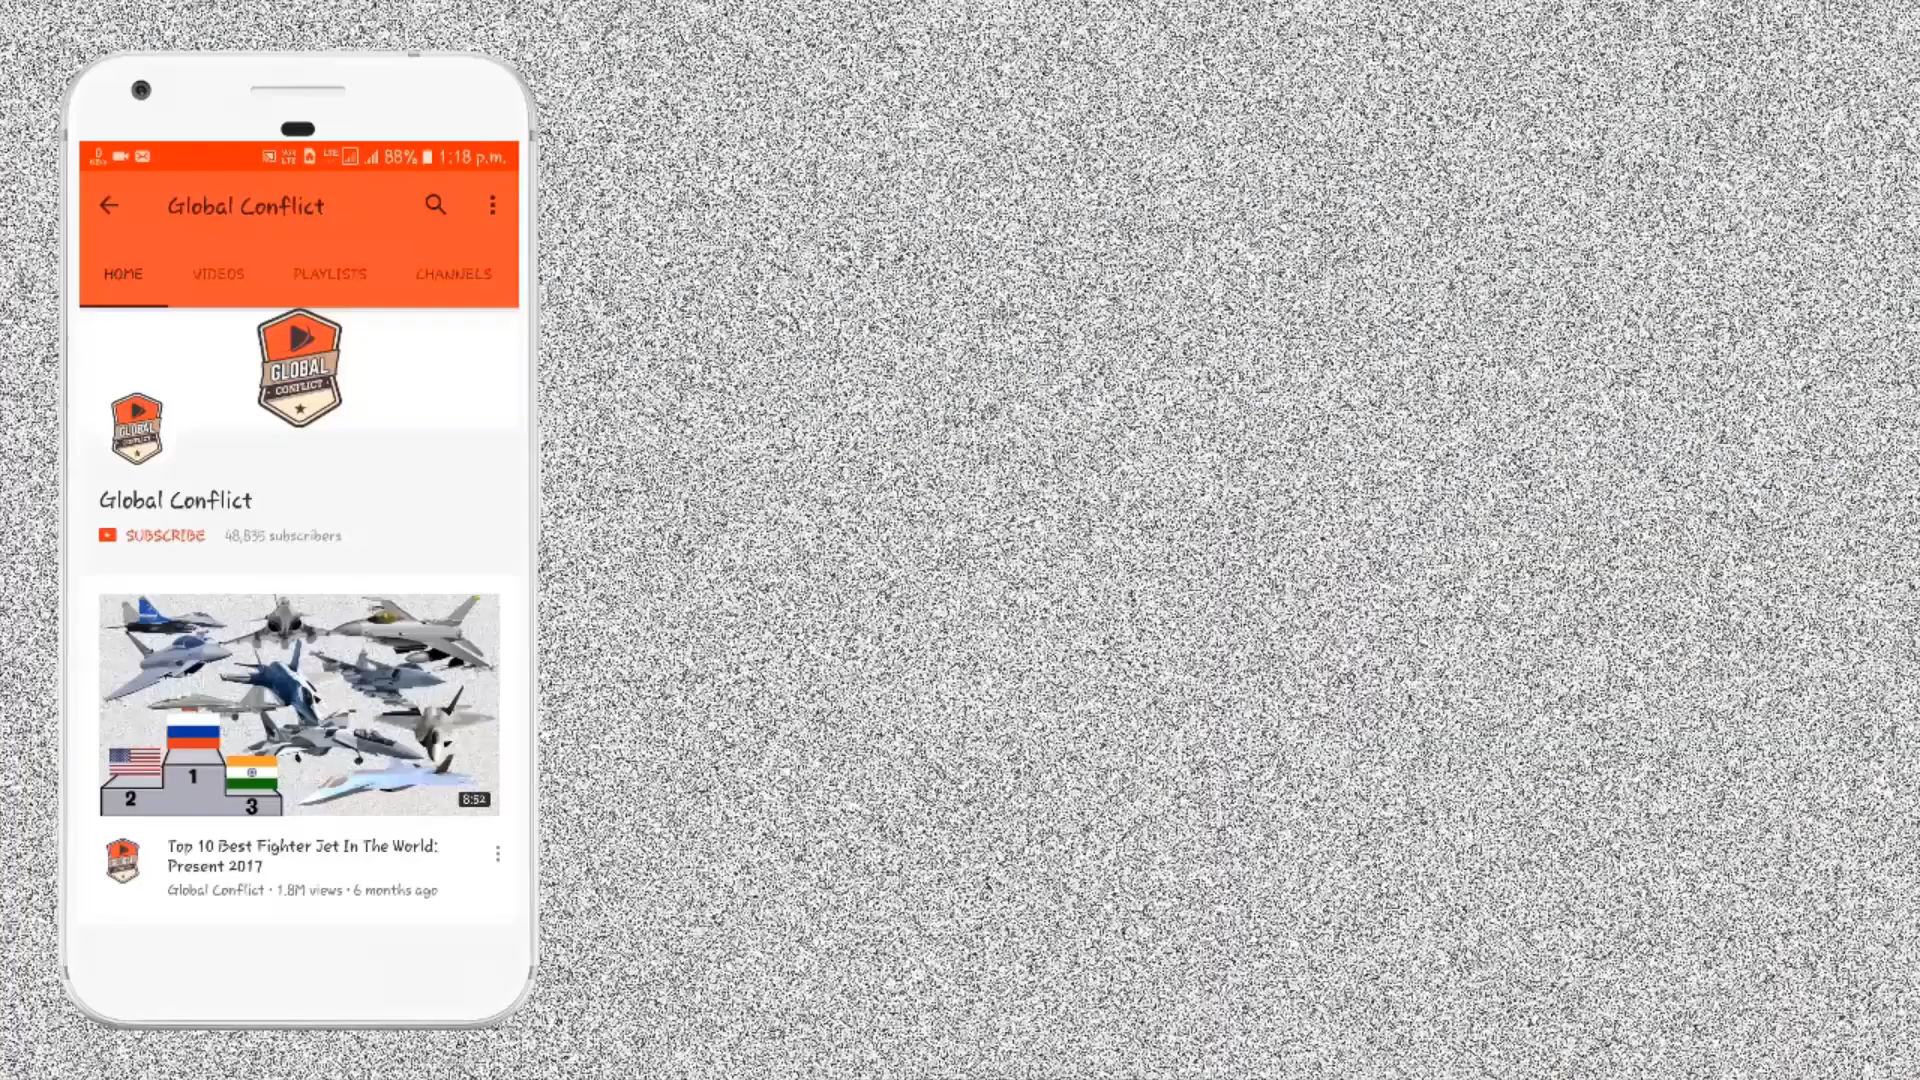 88% 1:18 p.m.
Global Conflict
HOME VIDEOS PLAYLISTS CHANNELS
GLOBAL
CONFLICT
GLOBAL
CONFLICT
Global Conflict
SUBSCRIBE 48,835 subscribers
1
2
3
8:52
Top 10 Best Fighter Jet In The World:
Present 2017
Global Conflict · 1.8M views · 6 months ago